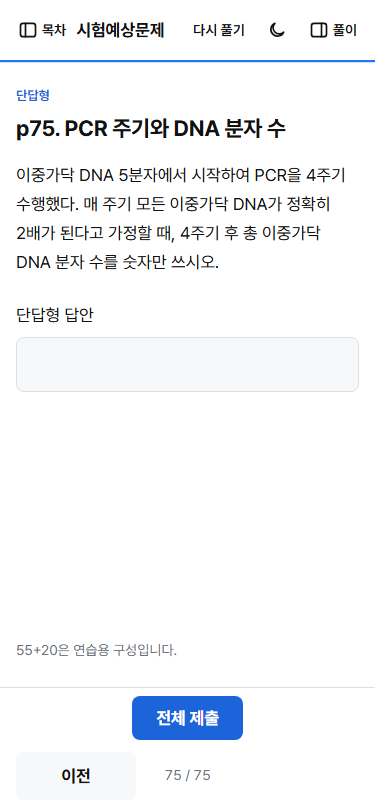 목차 시험예상문제 다시 풀기 풀이
단답형
p75. PCR 주기와 DNA 분자 수
이중가닥 DNA 5분자에서 시작하여 PCR을 4주기
수행했다. 매 주기 모든 이중가닥 DNA가 정확히
2배가 된다고 가정할 때, 4주기 후 총 이중가닥
DNA 분자 수를 숫자만 쓰시오.
단답형 답안
55+20은 연습용 구성입니다.
전체 제출
이전 75 / 75